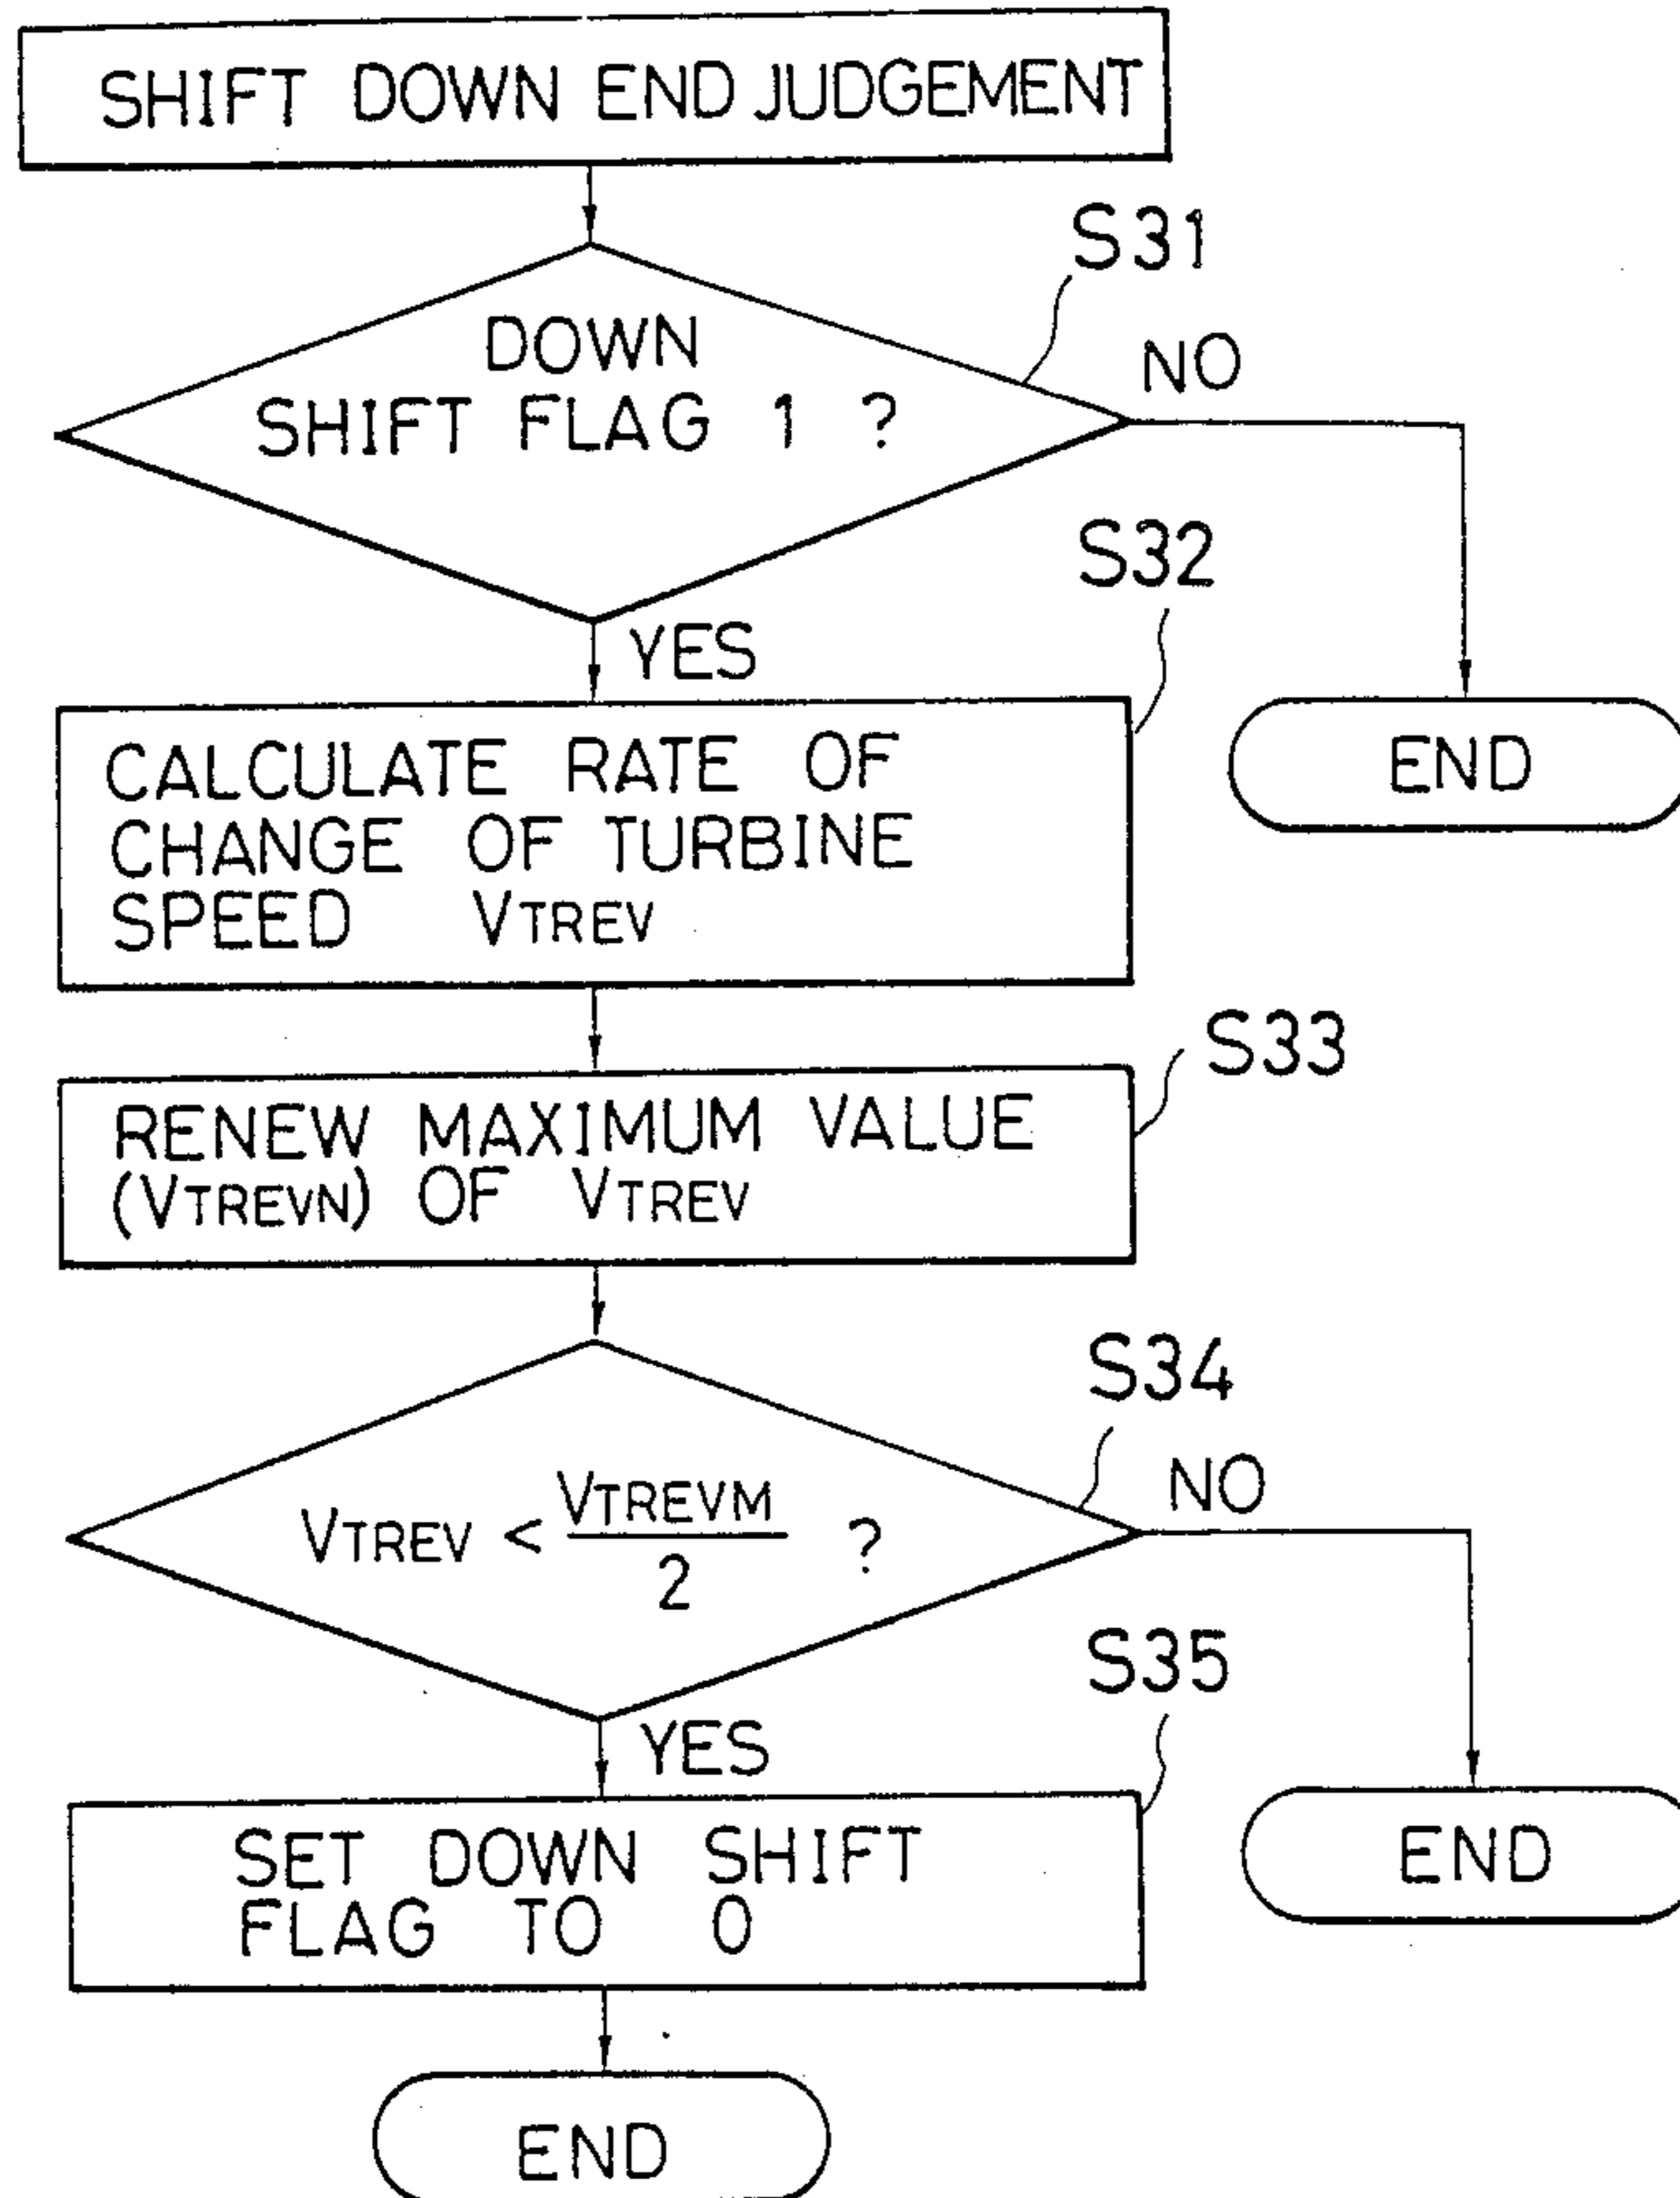 SHIFT DOWN END JUDGEMENT
S31
DOWN
SHIFT FLAG 1 ?
NO
YES
S32
CALCULATE RATE OF
CHANGE OF TURBINE
SPEED VTREV
END
S33
RENEW MAXIMUM VALUE
(VTREVN) OF VTREV
S34
VTREV < VTREVM
2 ?
NO
YES
S35
SET DOWN SHIFT
FLAG TO 0
END
END